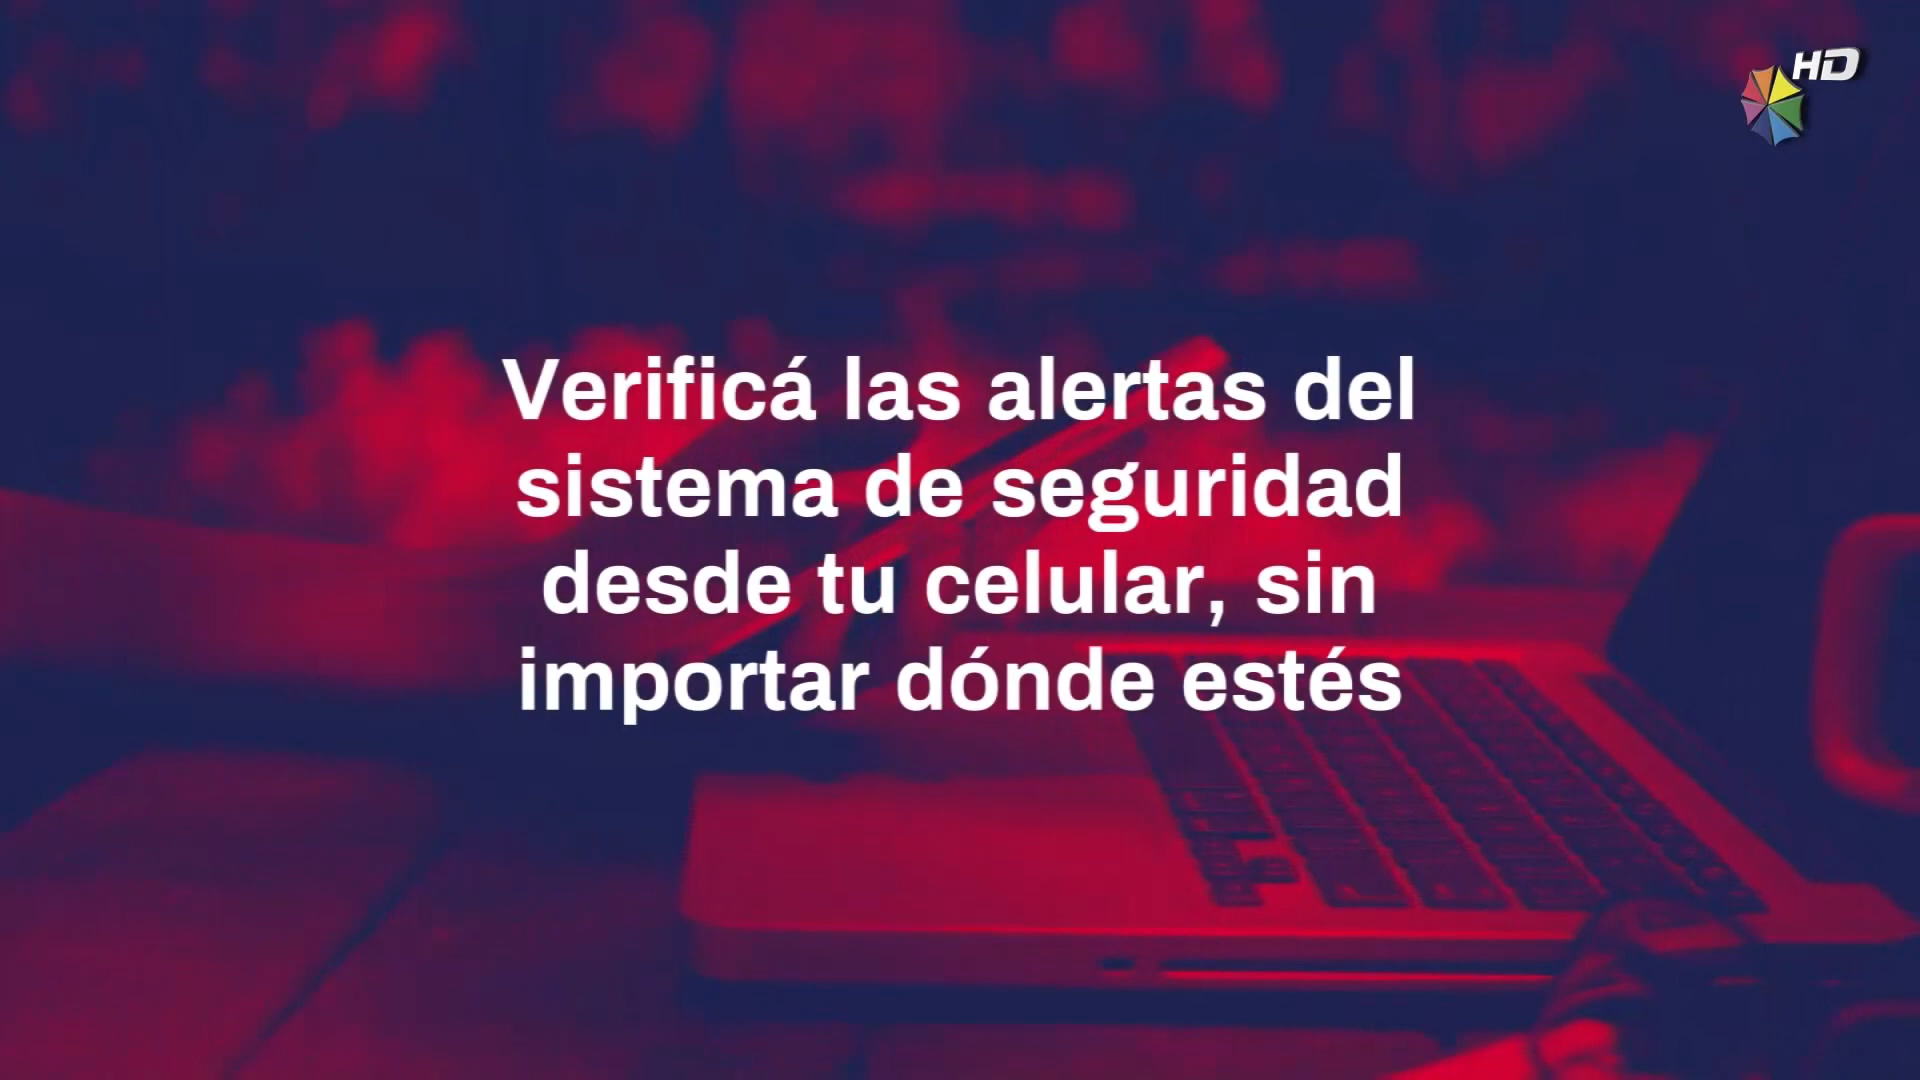 HD
Verificá las alertas del
sistema de seguridad
desde tu celular, sin
importar dónde estés